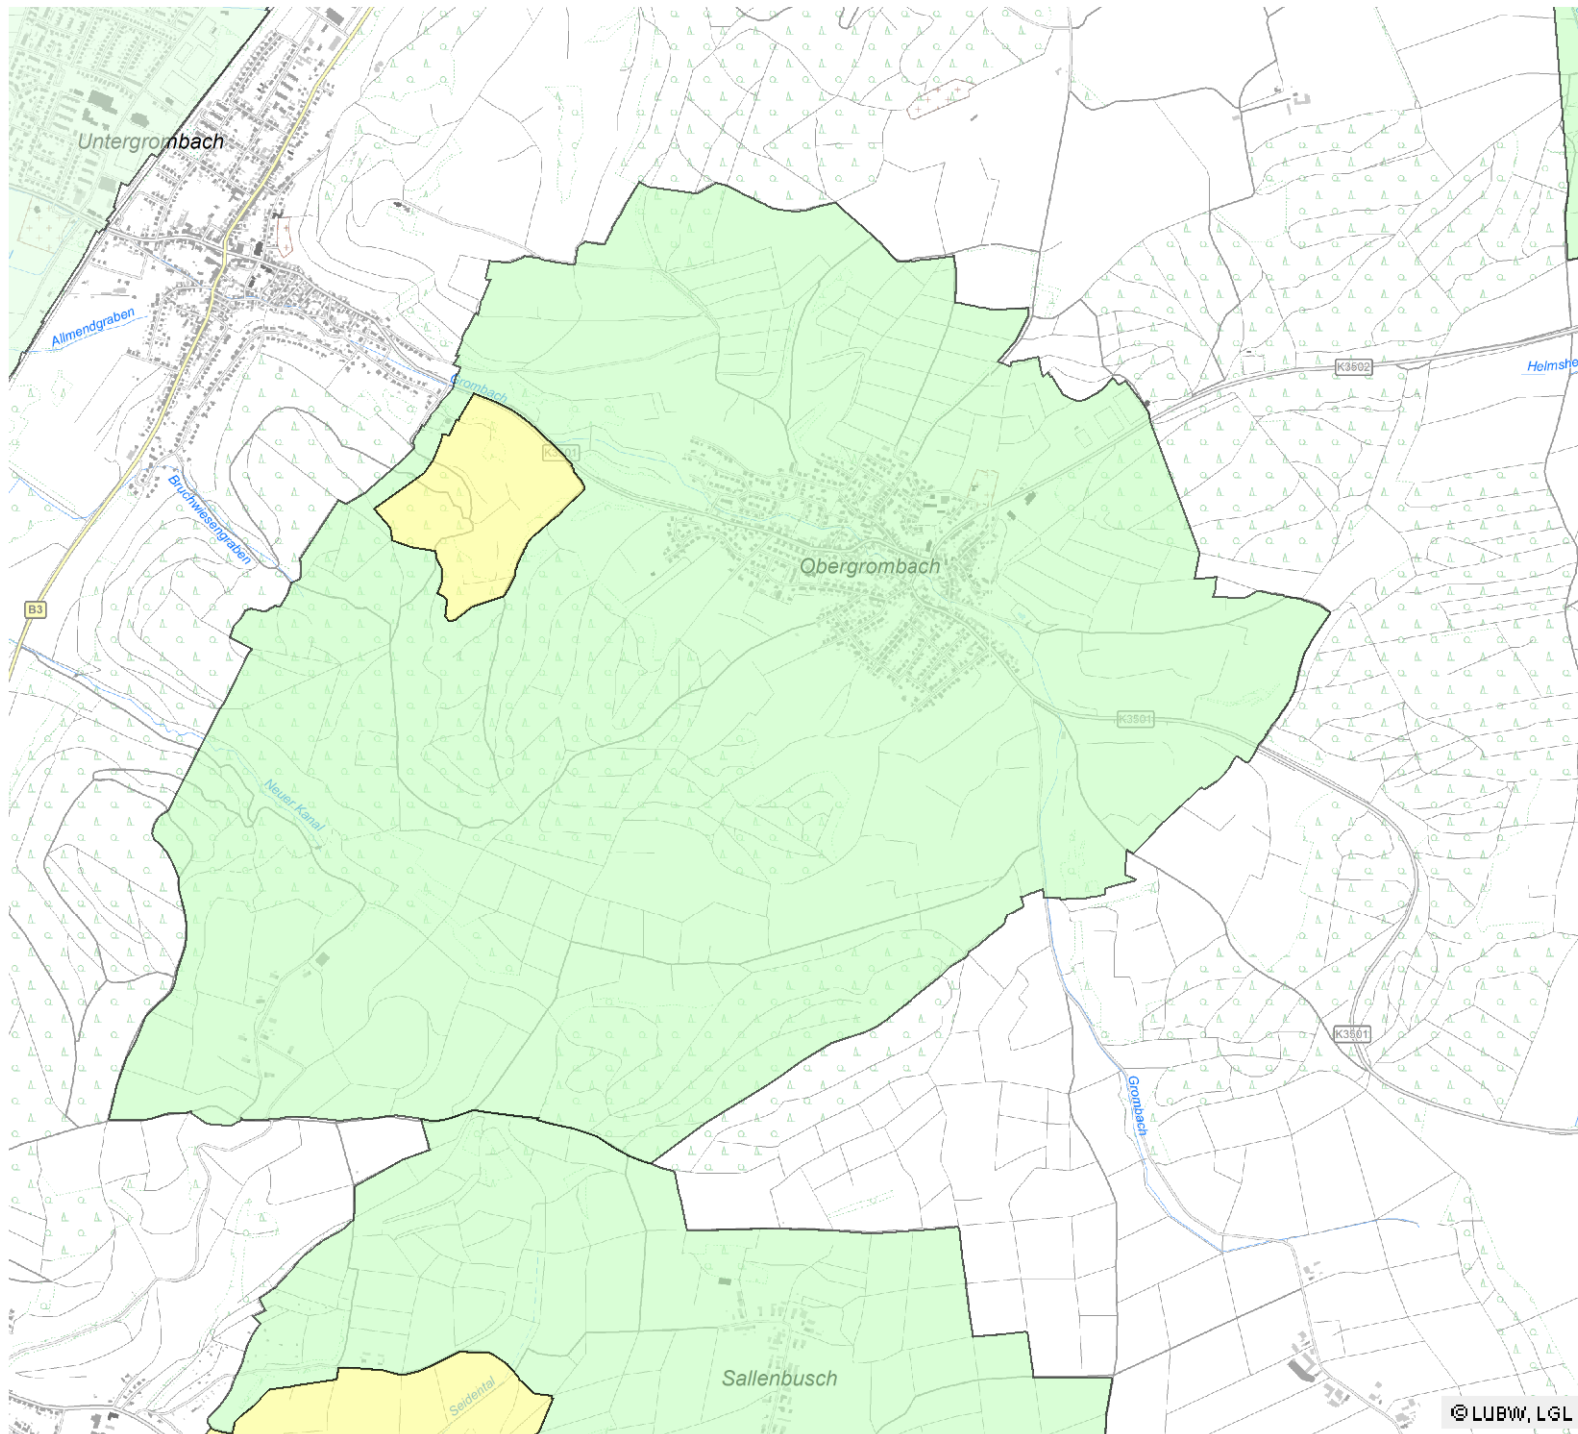 Untergrombach
Allmendgraben
K3502
Helmshe
Grombach
K3501
Bruchwiesengraben
Obergrombach
B3
K3501
Neuer Kanal
K3501
Grombach
Sallenbusch
Seidental
© LUBW, LGL